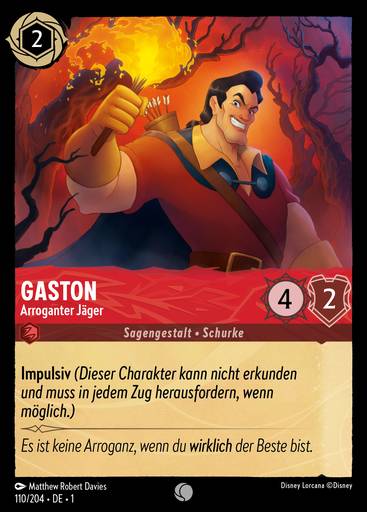 2
GASTON
Arroganter Jäger
4
2
Sagengestalt • Schurke
Impulsiv (Dieser Charakter kann nicht erkunden
und muss in jedem Zug herausfordern, wenn
möglich.)
Es ist keine Arroganz, wenn du wirklich der Beste bist.
Matthew Robert Davies
Disney Lorcana ©Disney
110/204 • DE • 1